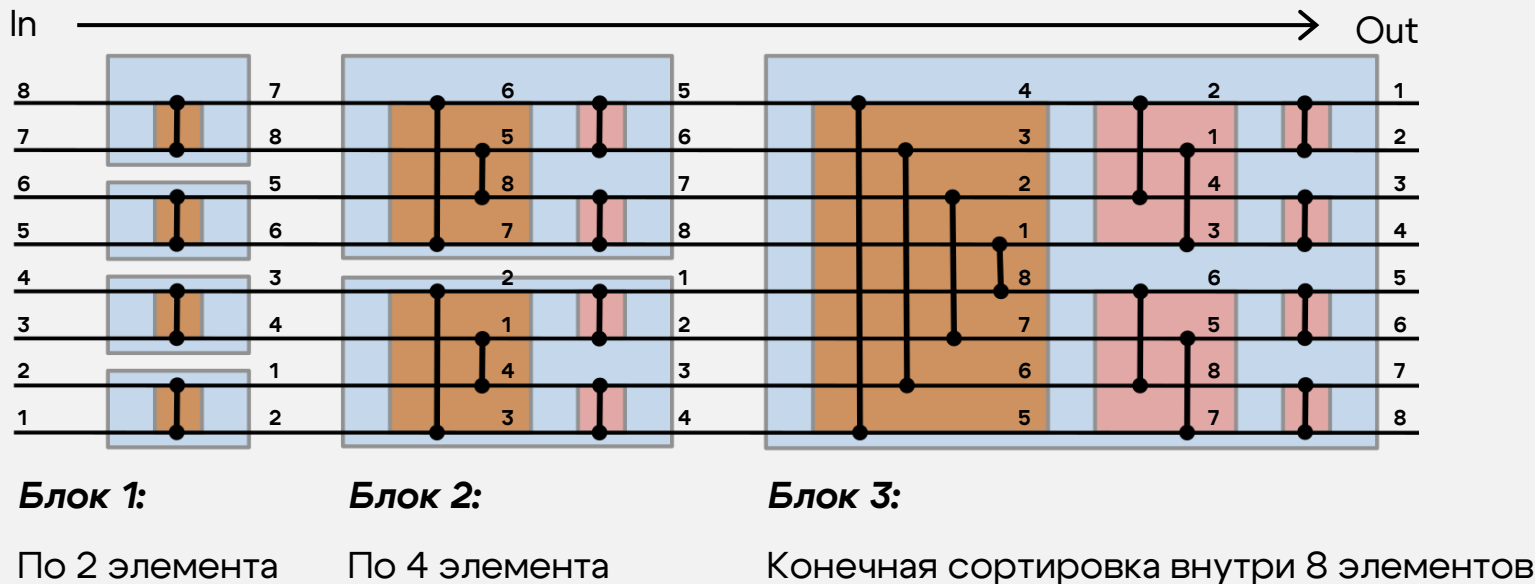 In Out
8 7 6 5 4 2 1
7 8 5 6 3 1 2
6 5 8 7 2 4 3
5 6 7 8 1 3 4
4 3 2 1 8 6 5
3 4 1 2 7 5 6
2 1 4 3 6 8 7
1 2 3 4 5 7 8
Блок 1: Блок 2: Блок 3:
По 2 элемента По 4 элемента Конечная сортировка внутри 8 элементов